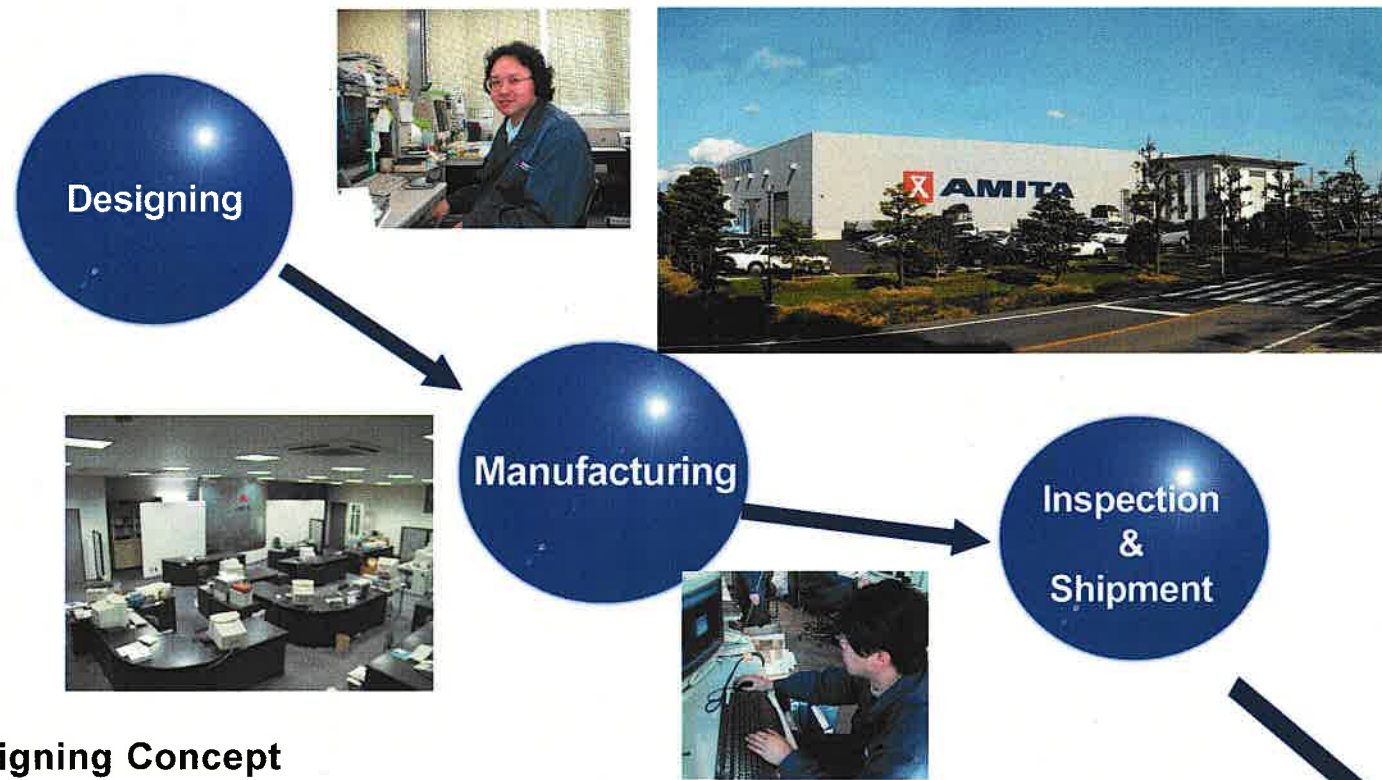 Designing
AMITA
Manufacturing
Inspection
&
Shipment
igning Concept